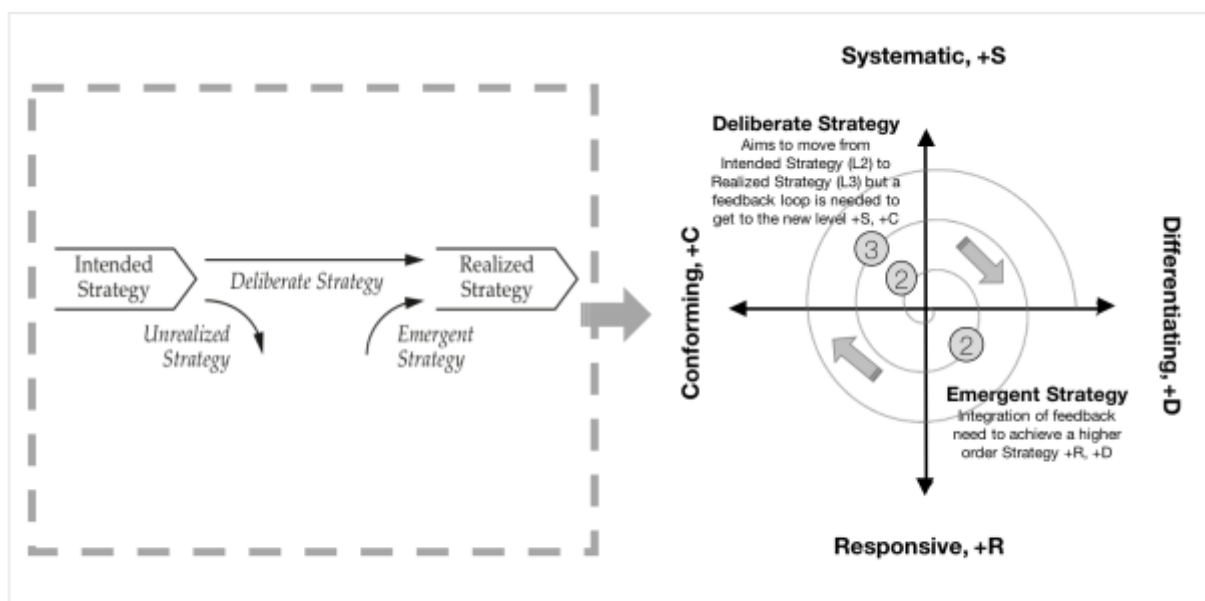 Intended
Strategy
Deliberate Strategy
Realized
Strategy
Unrealized
Strategy
Emergent
Strategy
Systematic, +S
Deliberate Strategy
Aims to move from
Intended Strategy (L2) to
Realized Strategy (L3) but a
feedback loop is needed to
get to the new level +S, +C
Conforming, +C
3
2
2
Differentiating, +D
Emergent Strategy
Integration of feedback
need to achieve a higher
order Strategy +R, +D
Responsive, +R